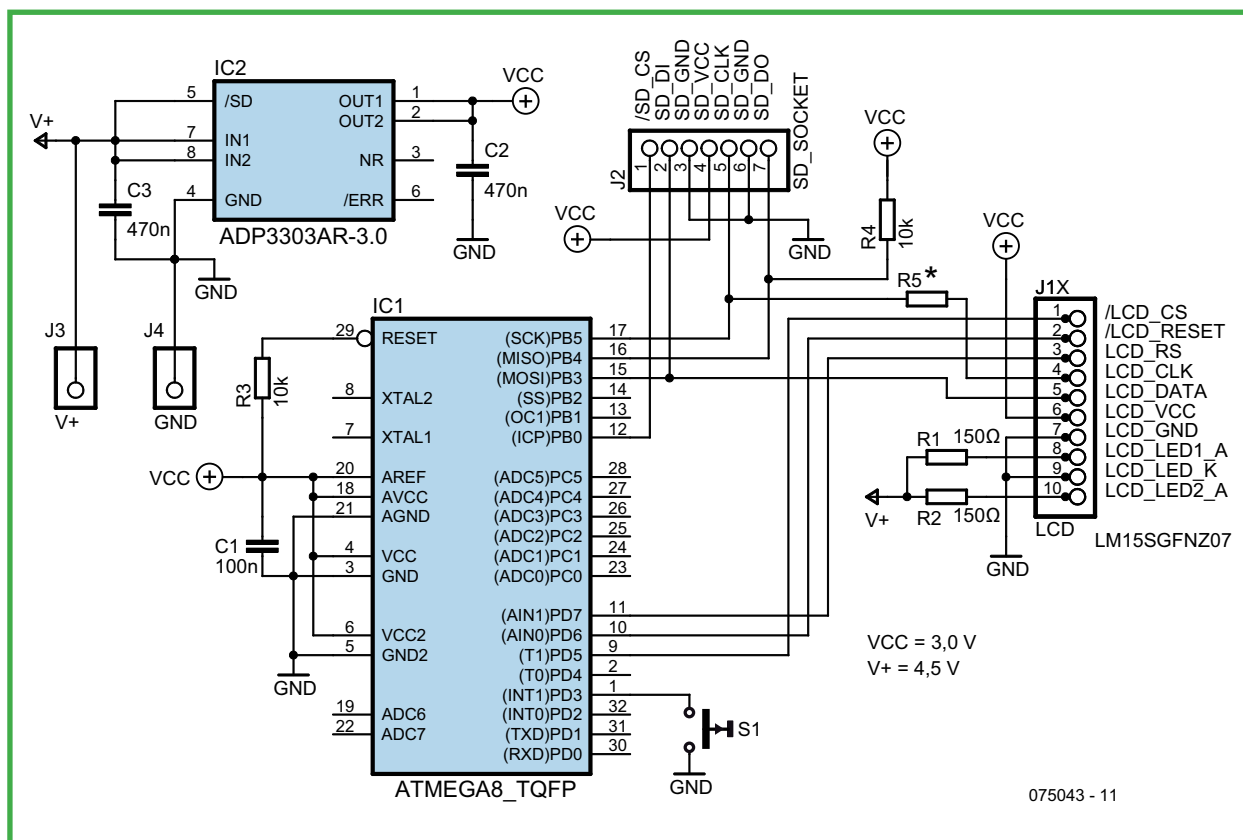 IC2
ADP3303AR-3.0
5 /SD
7 IN1
8 IN2
4 GND
OUT1 1
OUT2 2
NR 3
/ERR 6
V+
VCC
C3
470n
C2
470n
GND
GND
J3
V+
J4
GND
/SD_CS
SD_DI
SD_GND
SD_VCC
SD_CLK
SD_GND
SD_DO
J2
1 2 3 4 5 6 7
SD_SOCKET
VCC
GND
VCC
R4
10k
R5*
VCC
J1X
1 /LCD_CS
2 /LCD_RESET
3 LCD_RS
4 LCD_CLK
5 LCD_DATA
6 LCD_VCC
7 LCD_GND
8 LCD_LED1_A
9 LCD_LED_K
10 LCD_LED2_A
LCD
LM15SGFNZ07
R1 150Ω
R2 150Ω
V+
GND
IC1
29 RESET
8 XTAL2
7 XTAL1
20 AREF
18 AVCC
21 AGND
4 VCC
3 GND
6 VCC2
5 GND2
19 ADC6
22 ADC7
(SCK)PB5 17
(MISO)PB4 16
(MOSI)PB3 15
(SS)PB2 14
(OC1)PB1 13
(ICP)PB0 12
(ADC5)PC5 28
(ADC4)PC4 27
(ADC3)PC3 26
(ADC2)PC2 25
(ADC1)PC1 24
(ADC0)PC0 23
(AIN1)PD7 11
(AIN0)PD6 10
(T1)PD5 9
(T0)PD4 2
(INT1)PD3 1
(INT0)PD2 32
(TXD)PD1 31
(RXD)PD0 30
ATMEGA8_TQFP
R3
10k
VCC
C1
100n
GND
S1
GND
VCC = 3,0 V
V+ = 4,5 V
075043 - 11